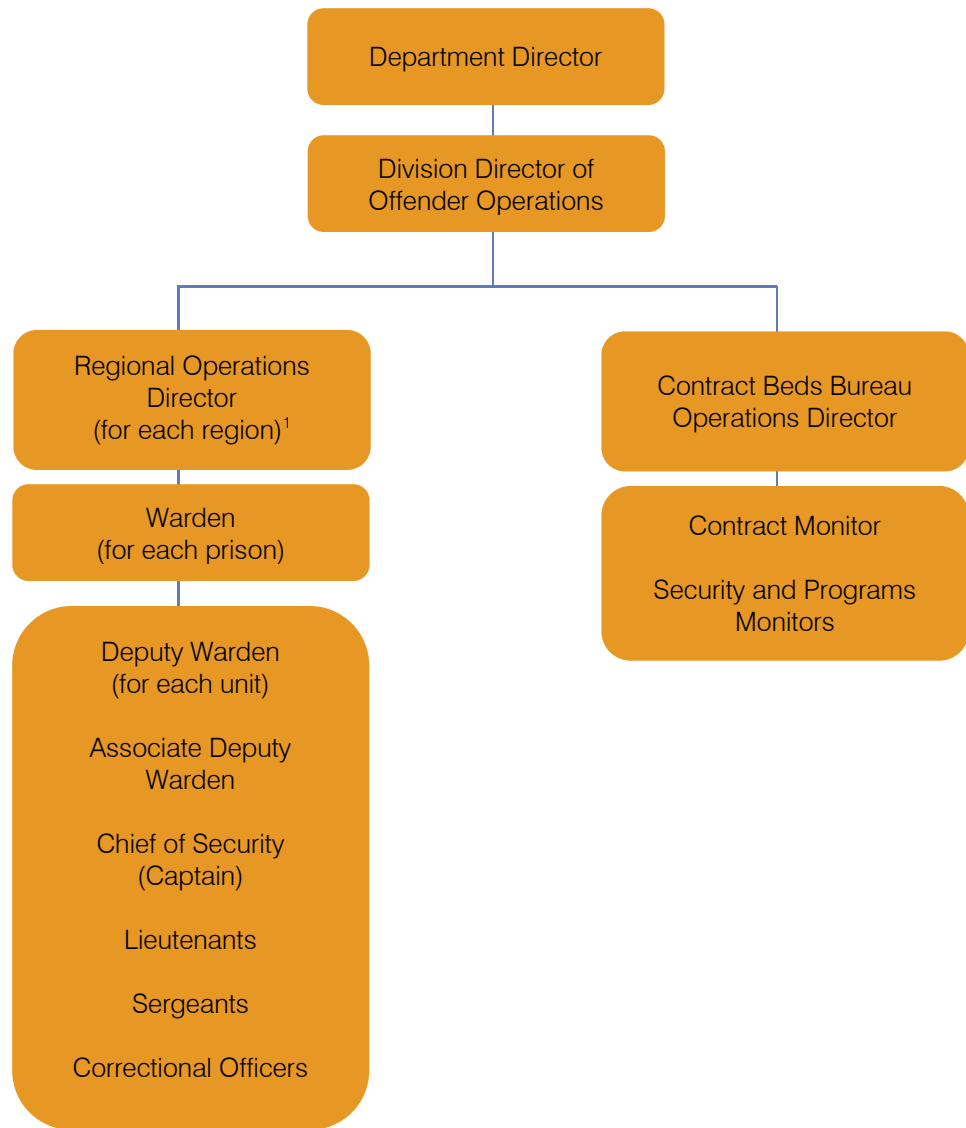 Department Director
Division Director of
Offender Operations
Regional Operations
Director
(for each region)¹
Contract Beds Bureau
Operations Director
Warden
(for each prison)
Contract Monitor
Security and Programs
Monitors
Deputy Warden
(for each unit)
Associate Deputy
Warden
Chief of Security
(Captain)
Lieutenants
Sergeants
Correctional Officers